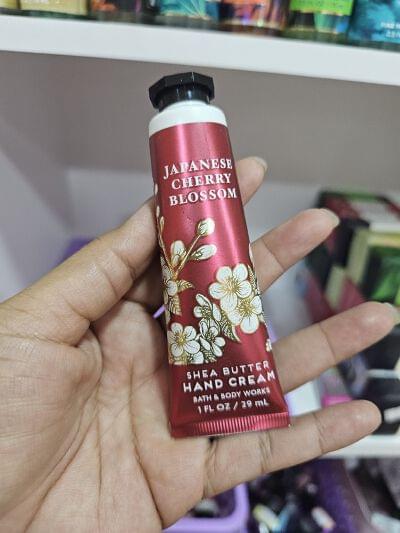 JAPANESE
CHERRY
BLOSSOM
SHEA BUTTER
HAND CREAM
BATH & BODY WORKS
1 FL OZ / 29 mL